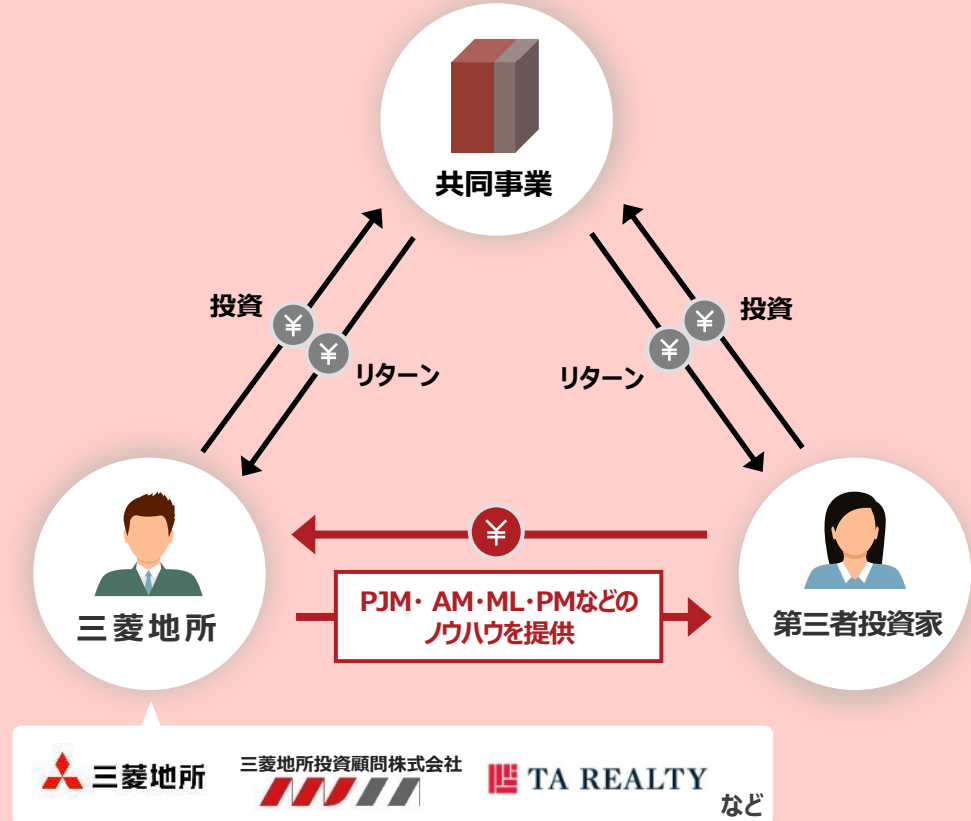 共同事業
投資
¥
¥
リターン
¥
投資
¥
リターン
¥
PJM・ AM・ML・PMなどの
ノウハウを提供
三菱地所
第三者投資家
三菱地所
三菱地所投資顧問株式会社
TA REALTY
など